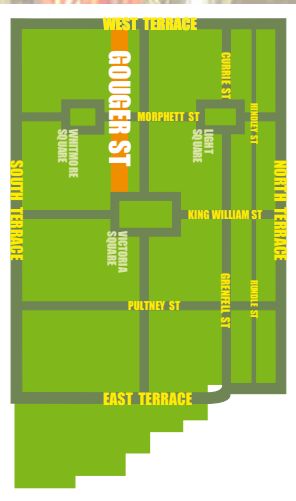 WEST TERRACE
GOUGER ST
CURRIE ST
HINDLEY ST
MORPHETT ST
WHITMORE
SQUARE
LIGHT
SQUARE
SOUTH TERRACE
NORTH TERRACE
KING WILLIAM ST
VICTORIA
SQUARE
GRENFELL ST
RUNDLE ST
PULTNEY ST
EAST TERRACE